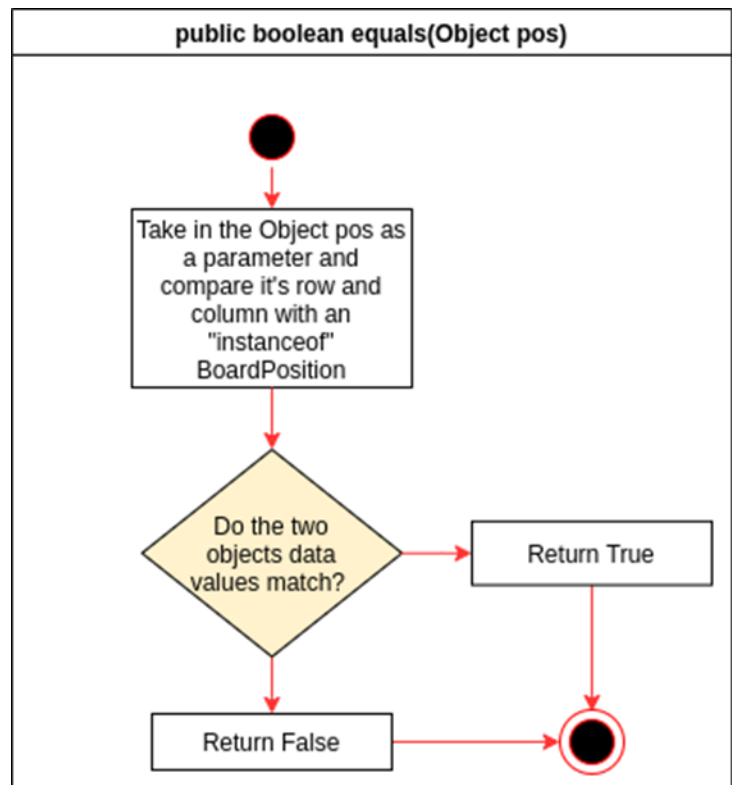 public boolean equals(Object pos)
Take in the Object pos as
a parameter and
compare it's row and
column with an
"instanceof"
BoardPosition
Do the two
objects data
values match?
Return True
Return False